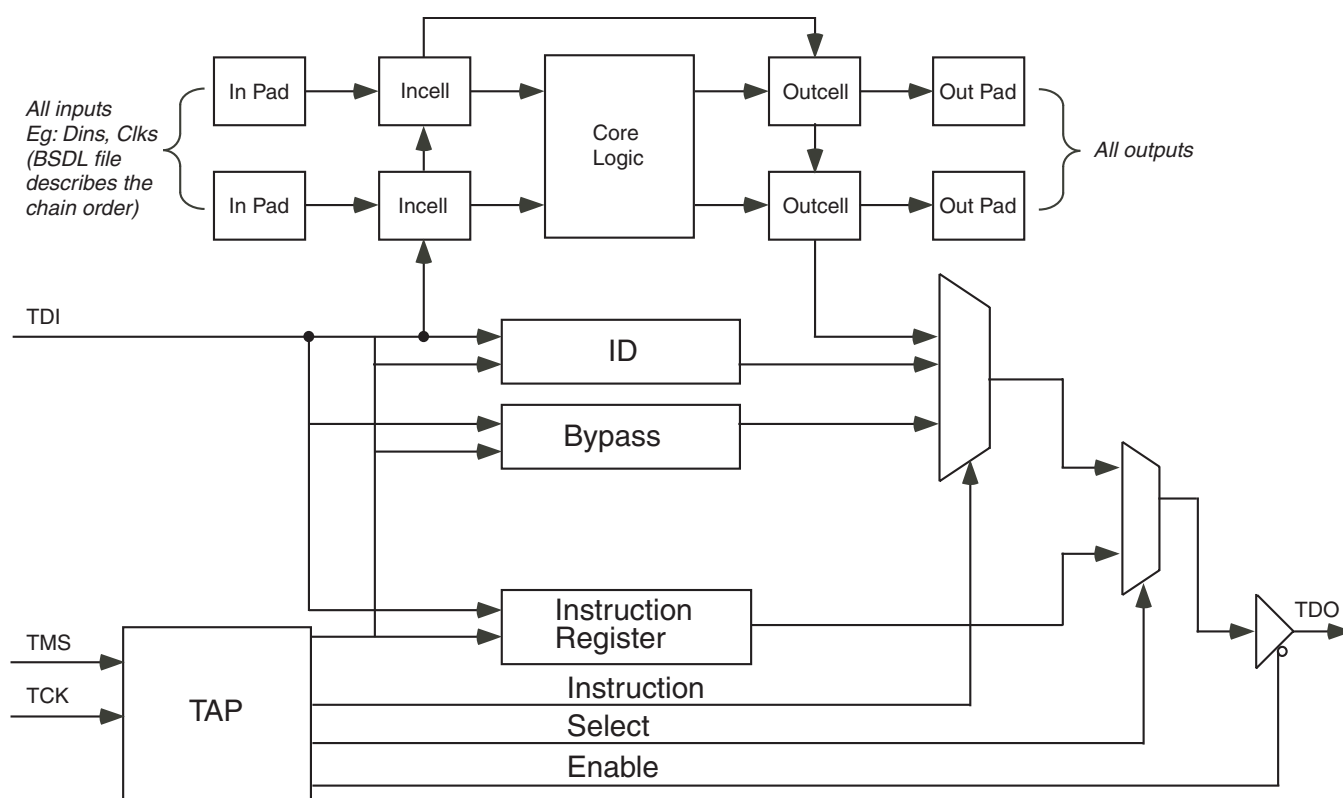 All inputs
Eg: Dins, Clks
(BSDL file
describes the
chain order)
In Pad
Incell
Core
Logic
Outcell
Out Pad
In Pad
Incell
Outcell
Out Pad
All outputs
TDI
ID
Bypass
Instruction
Register
TMS
TCK
TAP
Instruction
Select
Enable
TDO